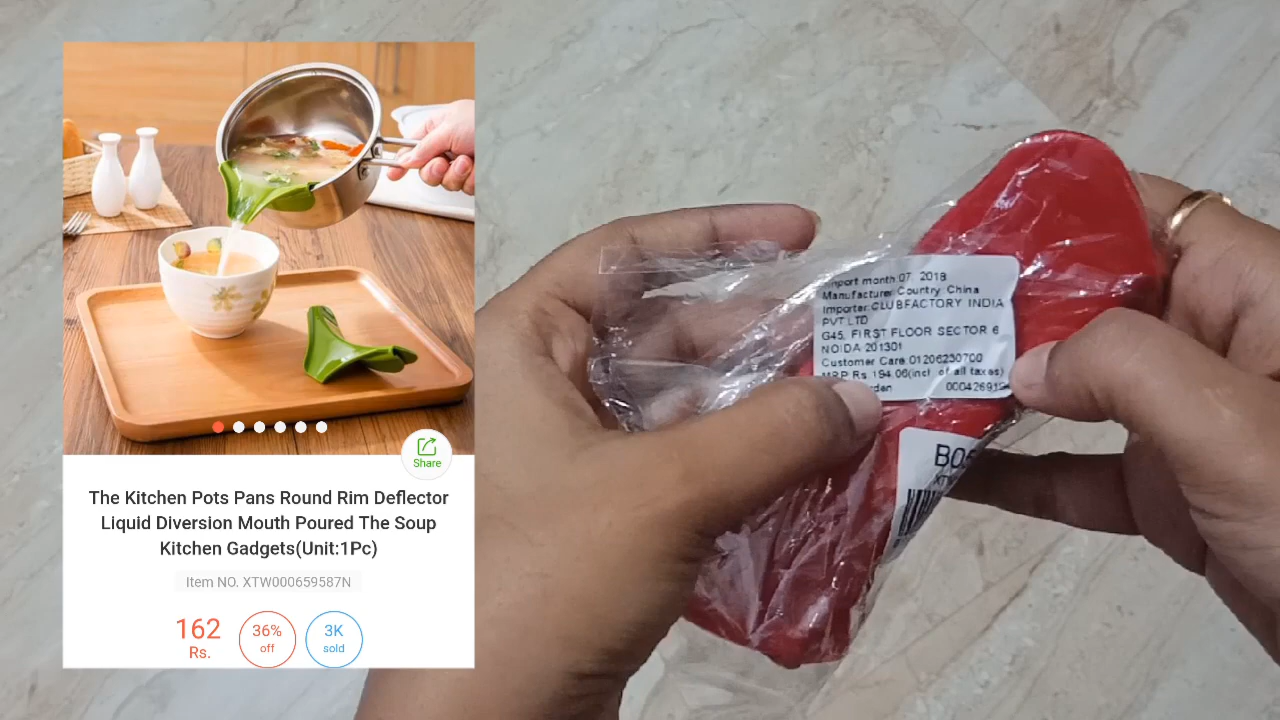 Share
The Kitchen Pots Pans Round Rim Deflector
Liquid Diversion Mouth Poured The Soup
Kitchen Gadgets(Unit:1Pc)
Item NO. XTW000659587N
162
Rs.
36%
off
3K
sold
month 07, 2018
Manufacturer Country China
Importer:CLUBFACTORY INDIA
PVT LTD
G45, FIRST FLOOR SECTOR 6
NOIDA 201301
Customer Care 01206230700
MRP Rs 194.06(incl. of all taxes)